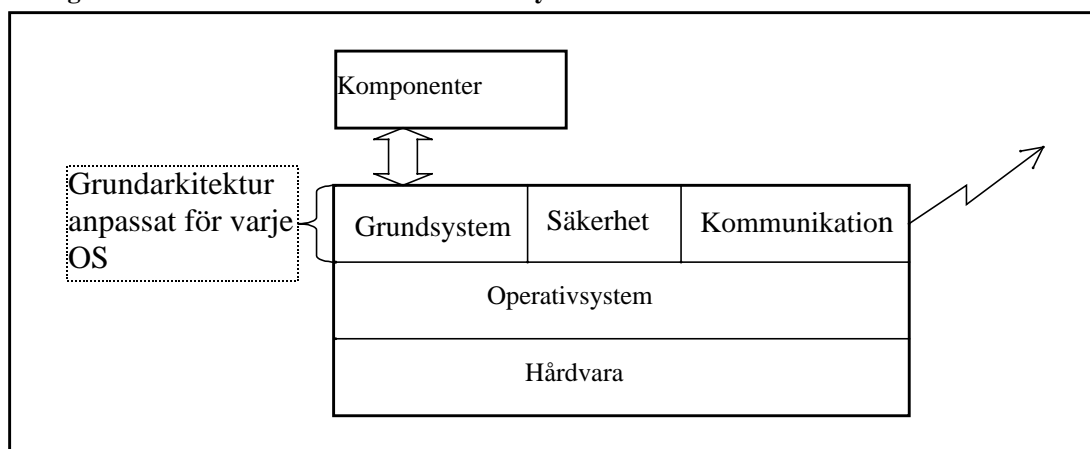 Komponenter
Grundarkitektur
anpassat för varje
OS
Grundsystem
Säkerhet
Kommunikation
Operativsystem
Hårdvara